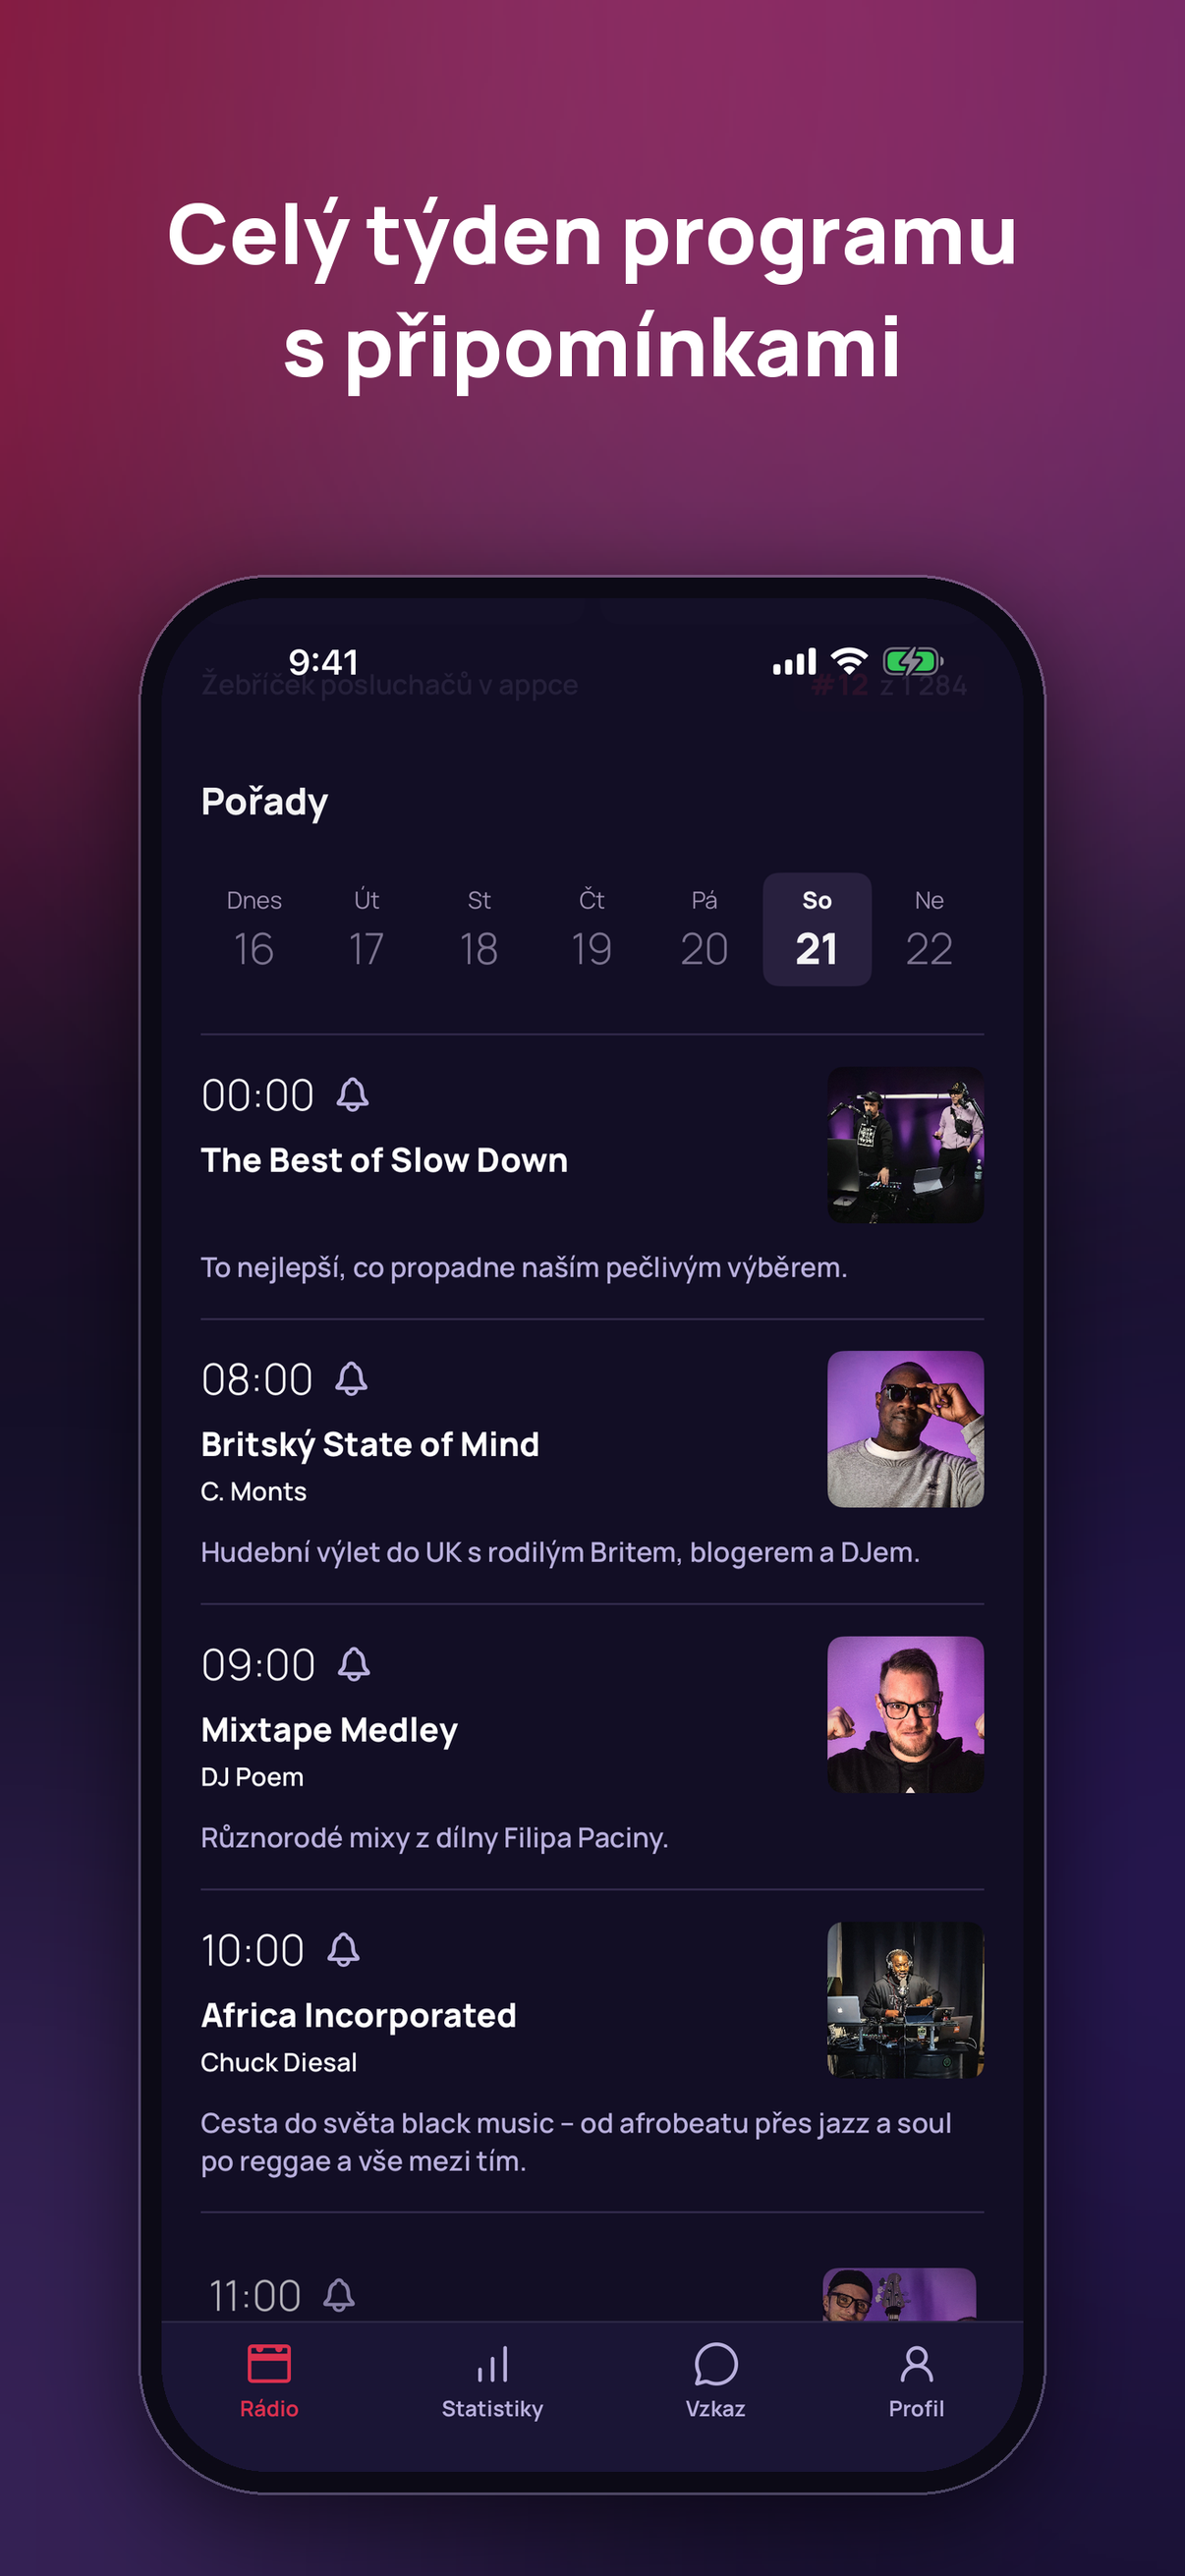 Celý týden programu
s připomínkami
9:41
Žebříček posluchačů v appce #12 z 1 284
Pořady
Dnes Út St Čt Pá So Ne
16 17 18 19 20 21 22
00:00
The Best of Slow Down
To nejlepší, co propadne naším pečlivým výběrem.
08:00
Britský State of Mind
C. Monts
Hudební výlet do UK s rodilým Britem, blogerem a DJem.
09:00
Mixtape Medley
DJ Poem
Různorodé mixy z dílny Filipa Paciny.
10:00
Africa Incorporated
Chuck Diesal
Cesta do světa black music – od afrobeatu přes jazz a soul
po reggae a vše mezi tím.
11:00
Rádio Statistiky Vzkaz Profil